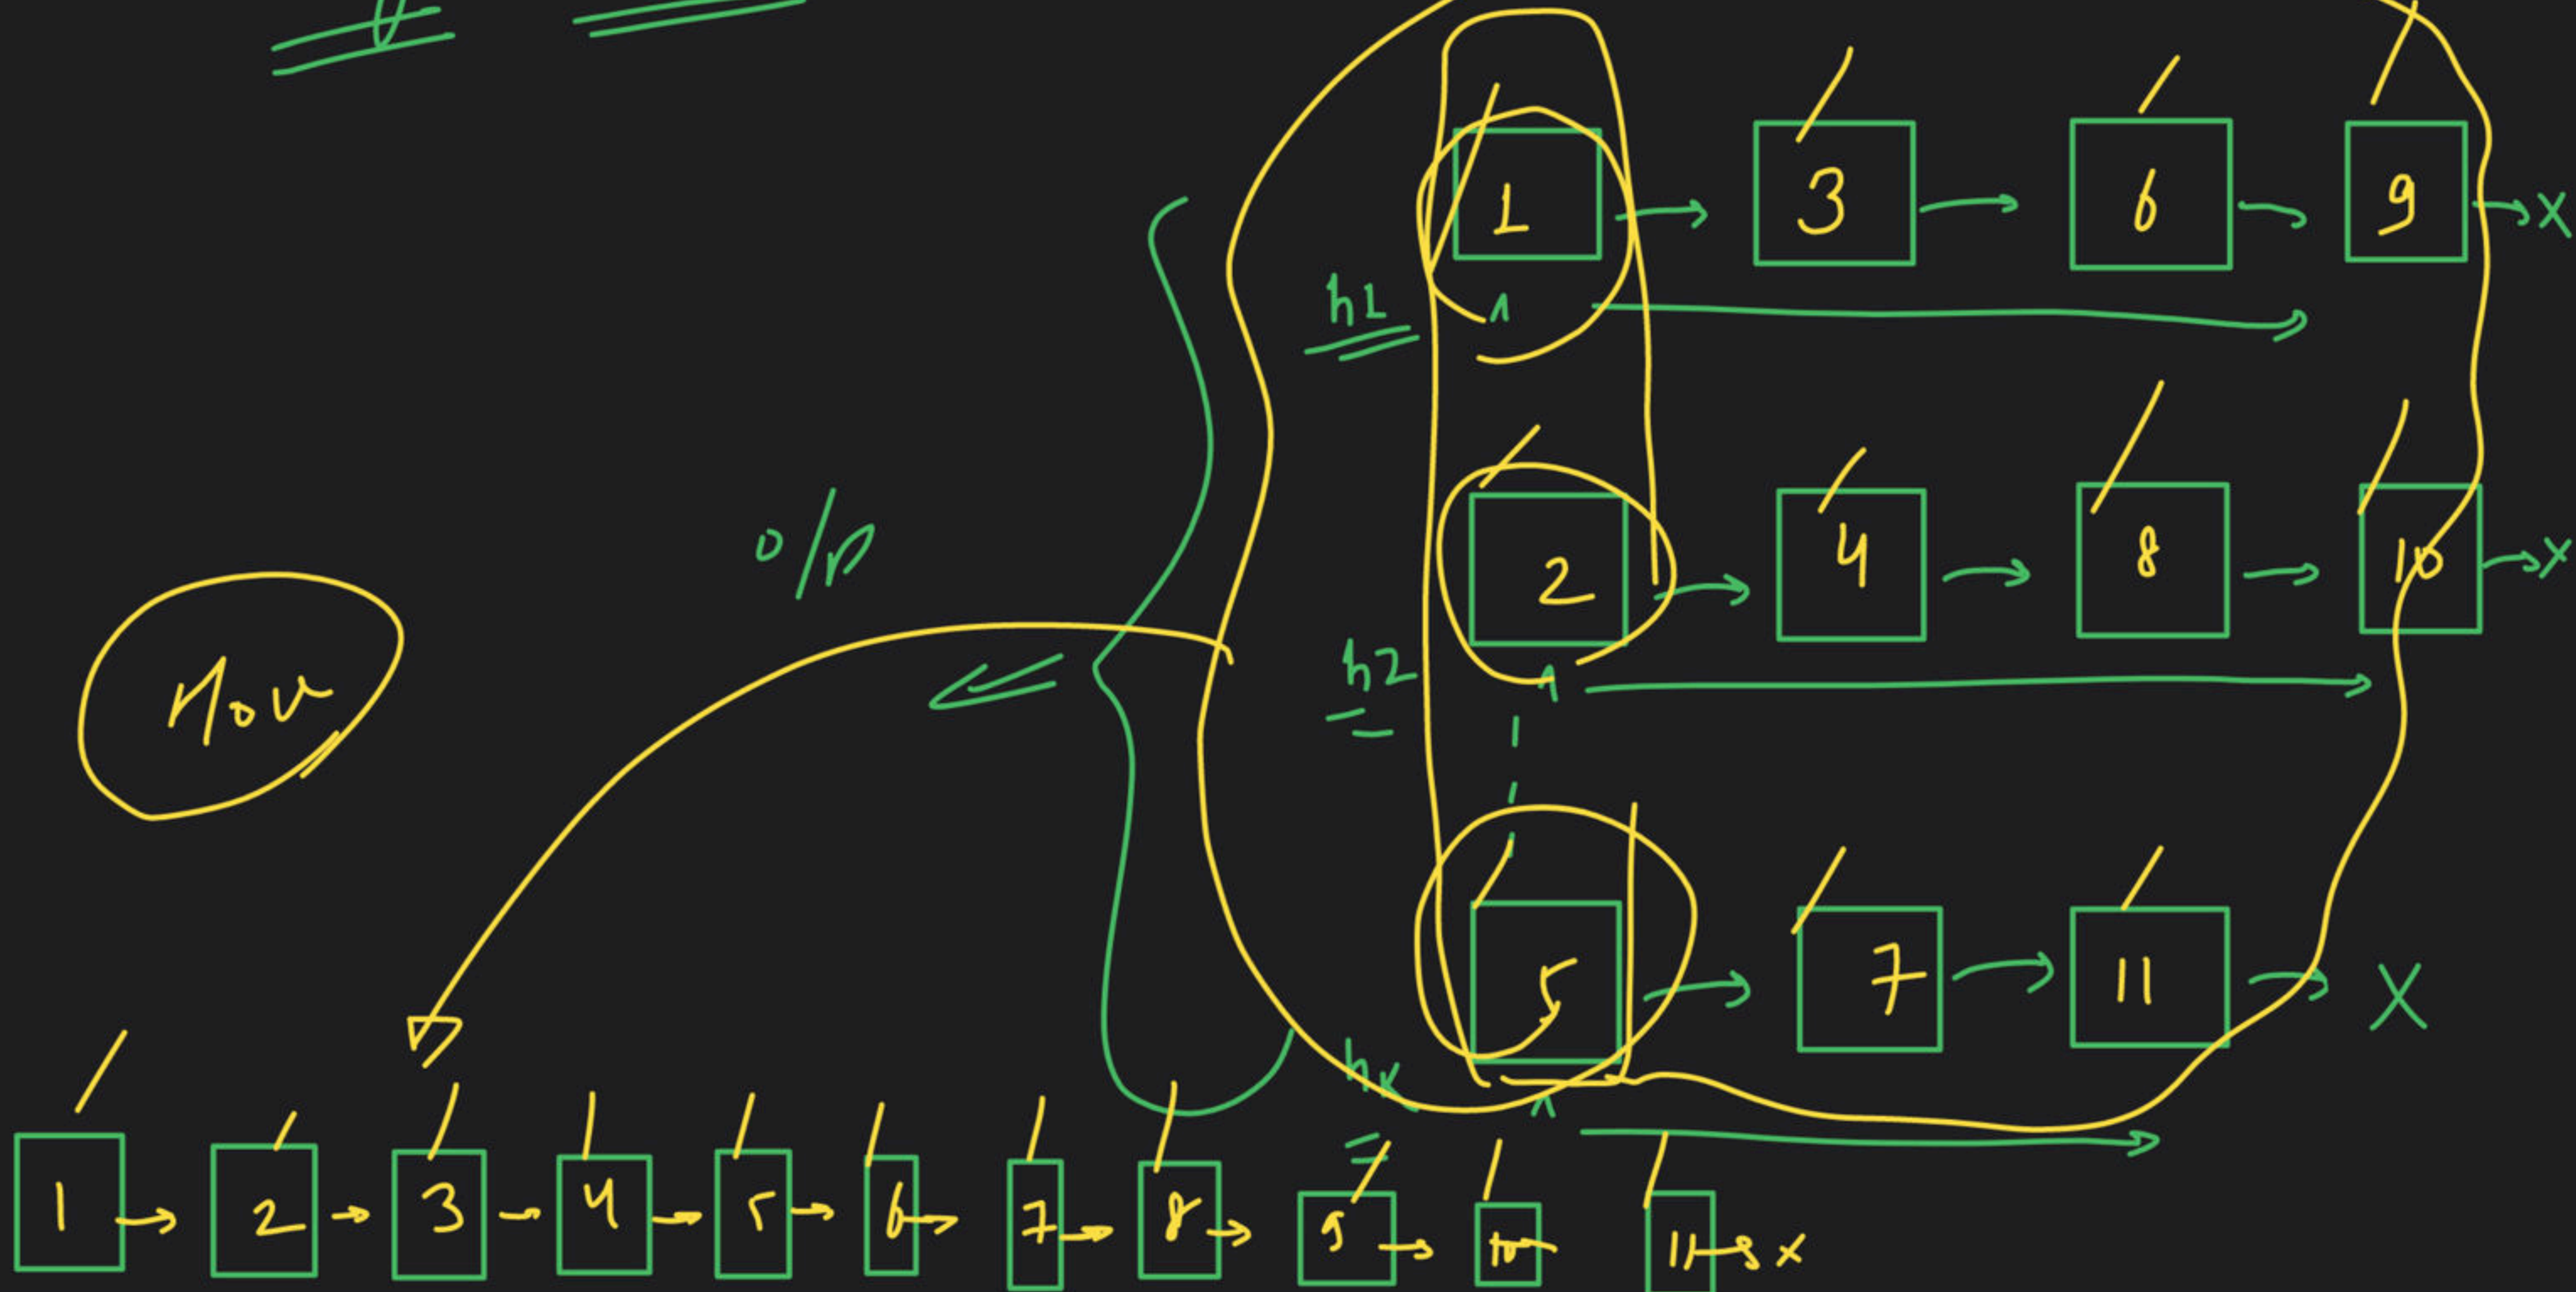 1 → 3 → 6 → 9 → X
h1
2 → 4 → 8 → 10 → X
o/p
h2
How
5 → 7 → 11 → X
hk
1 → 2 → 3 → 4 → 5 → 6 → 7 → 8 → 9 → 10 - 11 → X